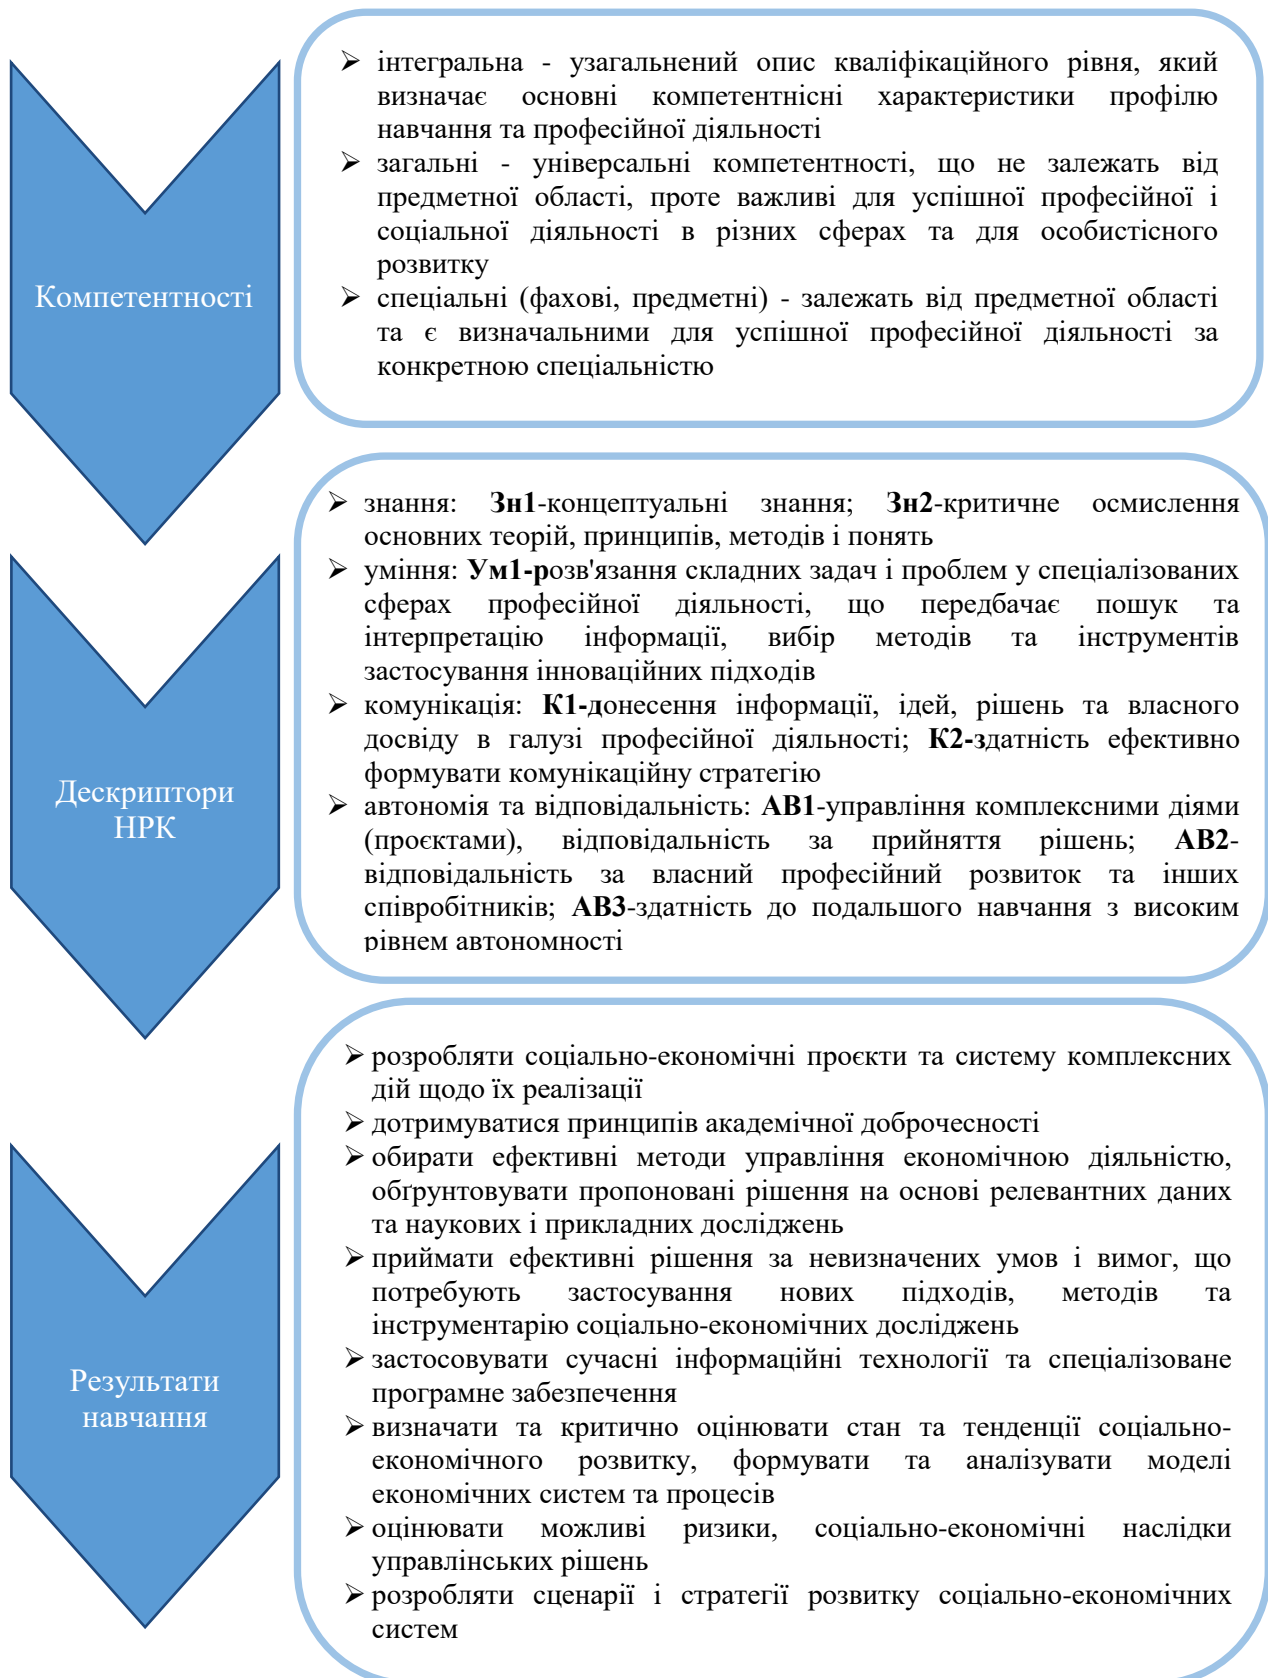 Компетентності
➢ інтегральна - узагальнений опис кваліфікаційного рівня, який
визначає основні компетентнісні характеристики профілю
навчання та професійної діяльності
➢ загальні - універсальні компетентності, що не залежать від
предметної області, проте важливі для успішної професійної і
соціальної діяльності в різних сферах та для особистісного
розвитку
➢ спеціальні (фахові, предметні) - залежать від предметної області
та є визначальними для успішної професійної діяльності за
конкретною спеціальністю
Дескриптори
НРК
➢ знання: Зн1-концептуальні знання; Зн2-критичне осмислення
основних теорій, принципів, методів і понять
➢ уміння: Ум1-розв'язання складних задач і проблем у спеціалізованих
сферах професійної діяльності, що передбачає пошук та
інтерпретацію інформації, вибір методів та інструментів
застосування інноваційних підходів
➢ комунікація: К1-донесення інформації, ідей, рішень та власного
досвіду в галузі професійної діяльності; К2-здатність ефективно
формувати комунікаційну стратегію
➢ автономія та відповідальність: АВ1-управління комплексними діями
(проєктами), відповідальність за прийняття рішень; АВ2-
відповідальність за власний професійний розвиток та інших
співробітників; АВ3-здатність до подальшого навчання з високим
рівнем автономності
Результати
навчання
➢ розробляти соціально-економічні проєкти та систему комплексних
дій щодо їх реалізації
➢ дотримуватися принципів академічної доброчесності
➢ обирати ефективні методи управління економічною діяльністю,
обґрунтовувати пропоновані рішення на основі релевантних даних
та наукових і прикладних досліджень
➢ приймати ефективні рішення за невизначених умов і вимог, що
потребують застосування нових підходів, методів та
інструментарію соціально-економічних досліджень
➢ застосовувати сучасні інформаційні технології та спеціалізоване
програмне забезпечення
➢ визначати та критично оцінювати стан та тенденції соціально-
економічного розвитку, формувати та аналізувати моделі
економічних систем та процесів
➢ оцінювати можливі ризики, соціально-економічні наслідки
управлінських рішень
➢ розробляти сценарії і стратегії розвитку соціально-економічних
систем